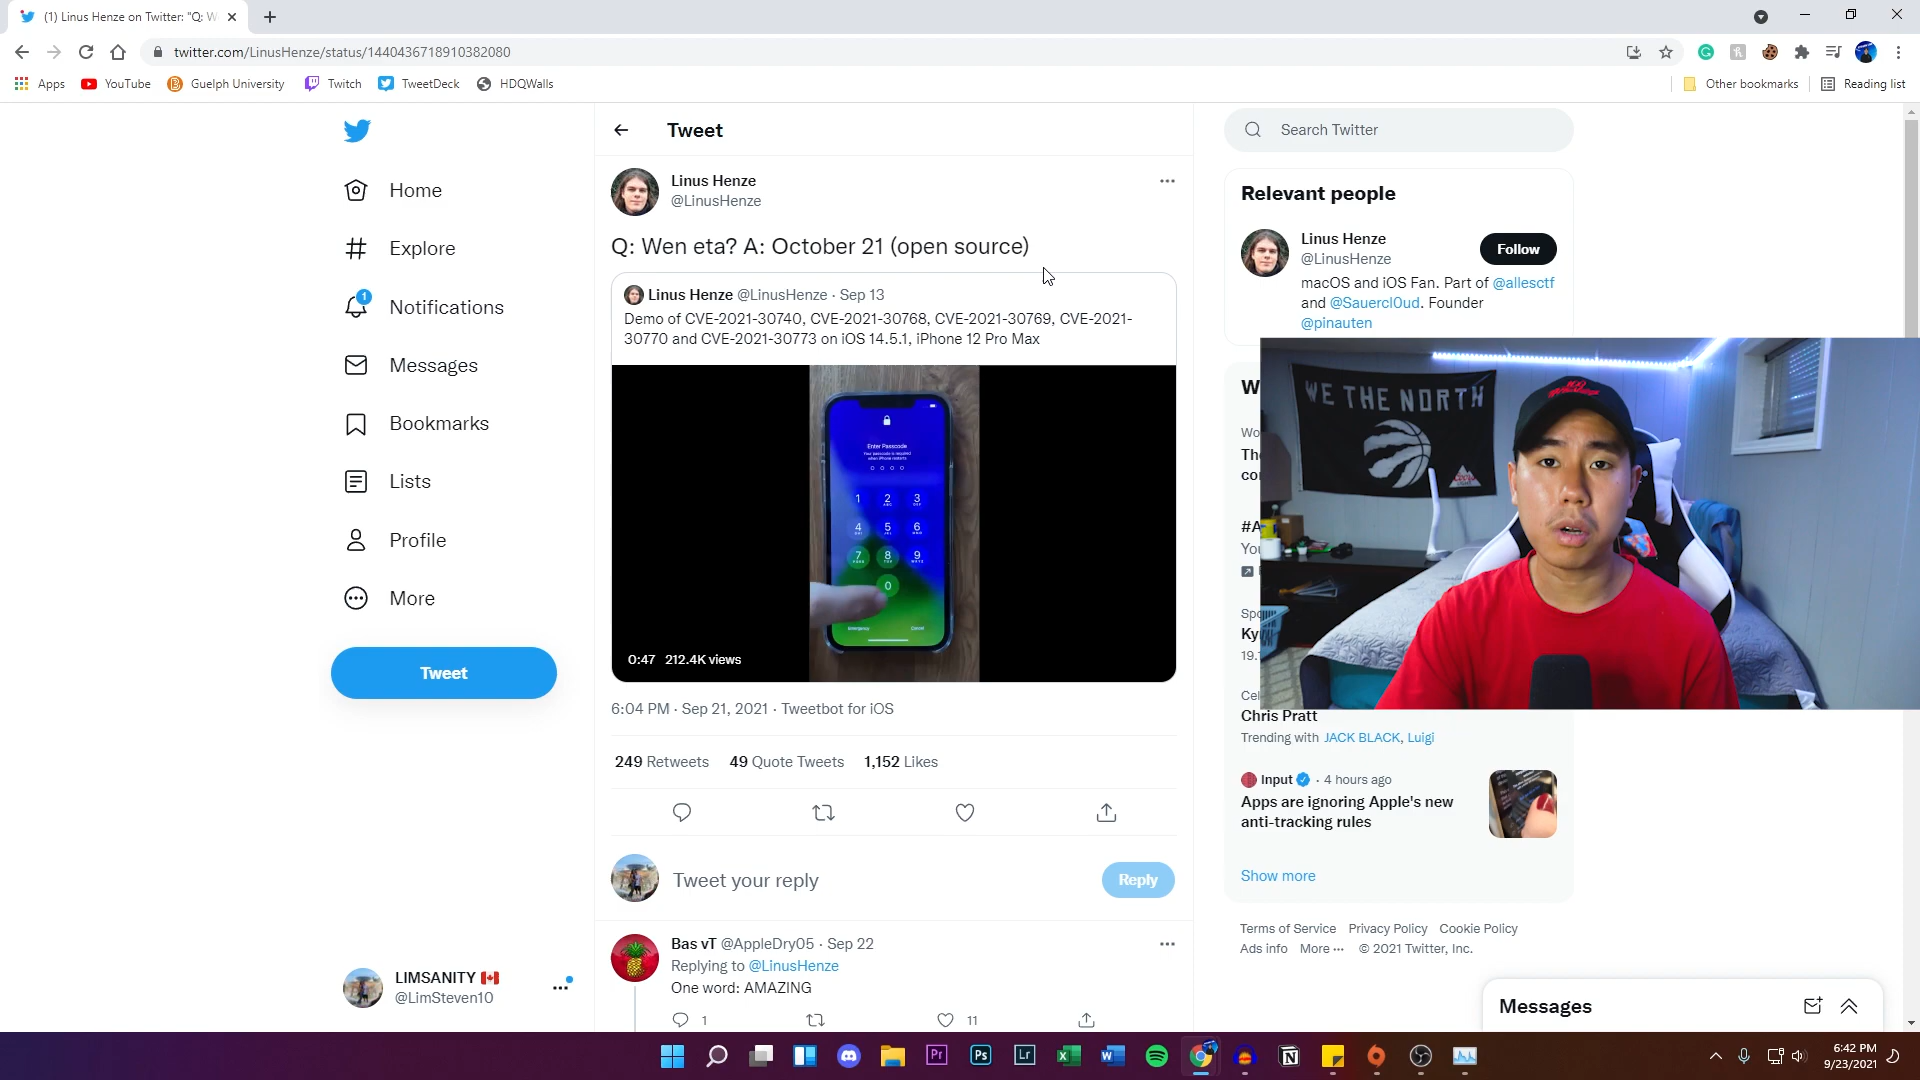 (1) Linus Henze on Twitter: "Q: W
twitter.com/LinusHenze/status/1440436718910382080
Apps
YouTube
Guelph University
Twitch
TweetDeck
HDQWalls
Other bookmarks
Reading list
Home
Explore
1
Notifications
Messages
Bookmarks
Lists
Profile
More
Tweet
LIMSANITY
@LimSteven10
Tweet
Linus Henze
@LinusHenze
Q: Wen eta? A: October 21 (open source)
Linus Henze @LinusHenze · Sep 13
Demo of CVE-2021-30740, CVE-2021-30768, CVE-2021-30769, CVE-2021-
30770 and CVE-2021-30773 on iOS 14.5.1, iPhone 12 Pro Max
Enter Passcode
Your passcode is required
when iPhone restarts
1 2 3
4 5 6
7 8 9
0
Emergency Cancel
0:47 212.4K views
6:04 PM · Sep 21, 2021 · Tweetbot for iOS
249 Retweets 49 Quote Tweets 1,152 Likes
Tweet your reply
Reply
Bas vT @AppleDry05 · Sep 22
Replying to @LinusHenze
One word: AMAZING
1
11
Search Twitter
Relevant people
Linus Henze
@LinusHenze
Follow
macOS and iOS Fan. Part of @allesctf
and @Sauercl0ud. Founder
@pinauten
WE THE NORTH
Chris Pratt
Trending with JACK BLACK, Luigi
Input · 4 hours ago
Apps are ignoring Apple's new
anti-tracking rules
Show more
Terms of Service Privacy Policy Cookie Policy
Ads info More ··· © 2021 Twitter, Inc.
Messages
Pr
Ps
Lr
6:42 PM
9/23/2021